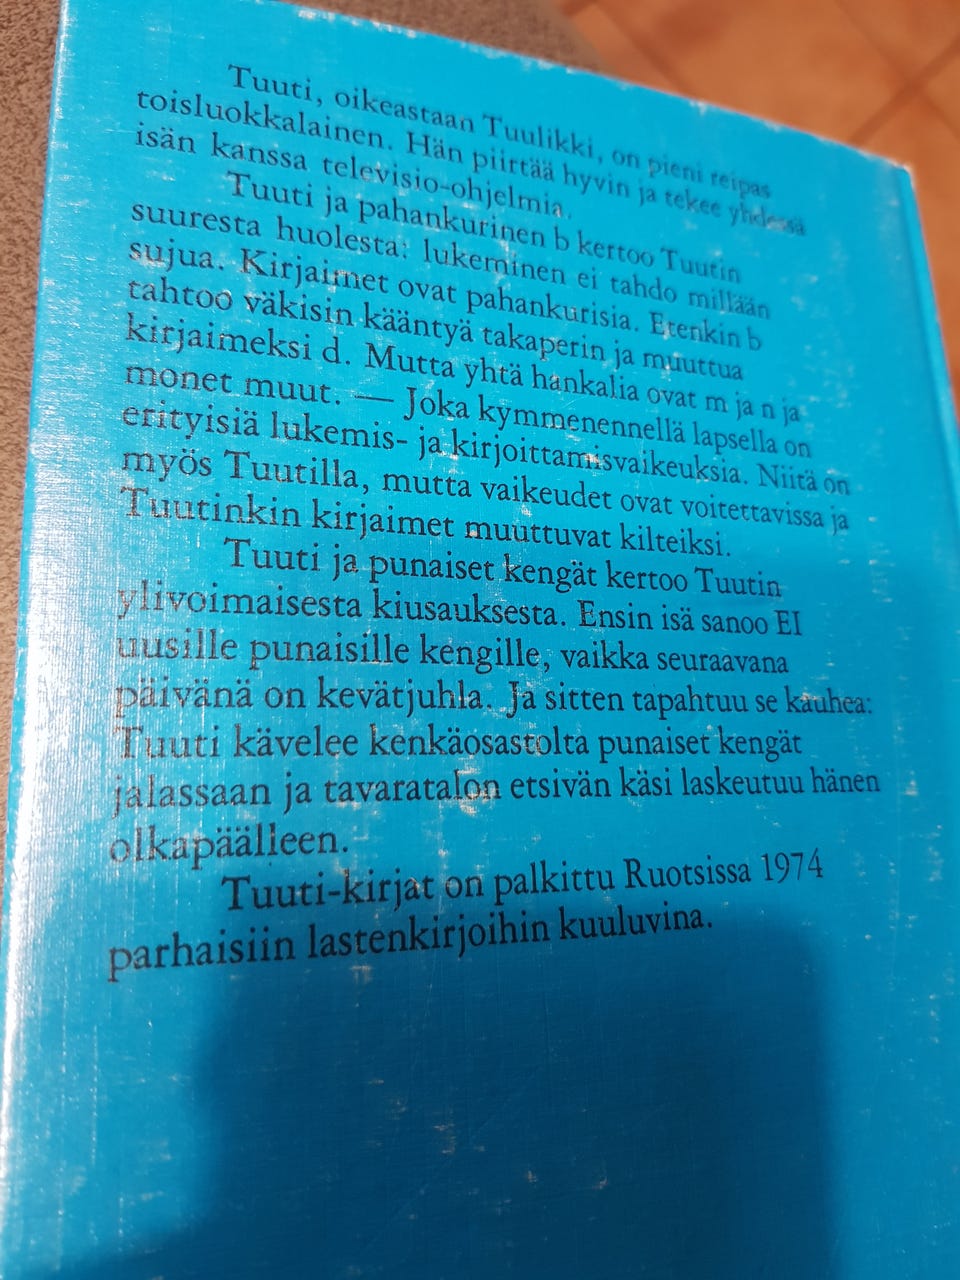 Tuuti, oikeastaan Tuulikki, on pieni reipas
toisluokkalainen. Hän piirtää hyvin ja tekee yhdessä
isän kanssa televisio-ohjelmia.
Tuuti ja pahankurinen b kertoo Tuutin
suuresta huolesta: lukeminen ei tahdo millään
sujua. Kirjaimet ovat pahankurisia. Etenkin b
tahtoo väkisin kääntyä takaperin ja muuttua
kirjaimeksi d. Mutta yhtä hankalia ovat m ja n ja
monet muut. — Joka kymmenennellä lapsella on
erityisiä lukemis- ja kirjoittamisvaikeuksia. Niitä on
myös Tuutilla, mutta vaikeudet ovat voitettavissa ja
Tuutinkin kirjaimet muuttuvat kilteiksi.
Tuuti ja punaiset kengät kertoo Tuutin
ylivoimaisesta kiusauksesta. Ensin isä sanoo EI
uusille punaisille kengille, vaikka seuraavana
päivänä on kevätjuhla. Ja sitten tapahtuu se kauhea:
Tuuti kävelee kenkäosastolta punaiset kengät
jalassaan ja tavaratalon etsivän käsi laskeutuu hänen
olkapäälleen.
Tuuti-kirjat on palkittu Ruotsissa 1974
parhaisiin lastenkirjoihin kuuluvina.